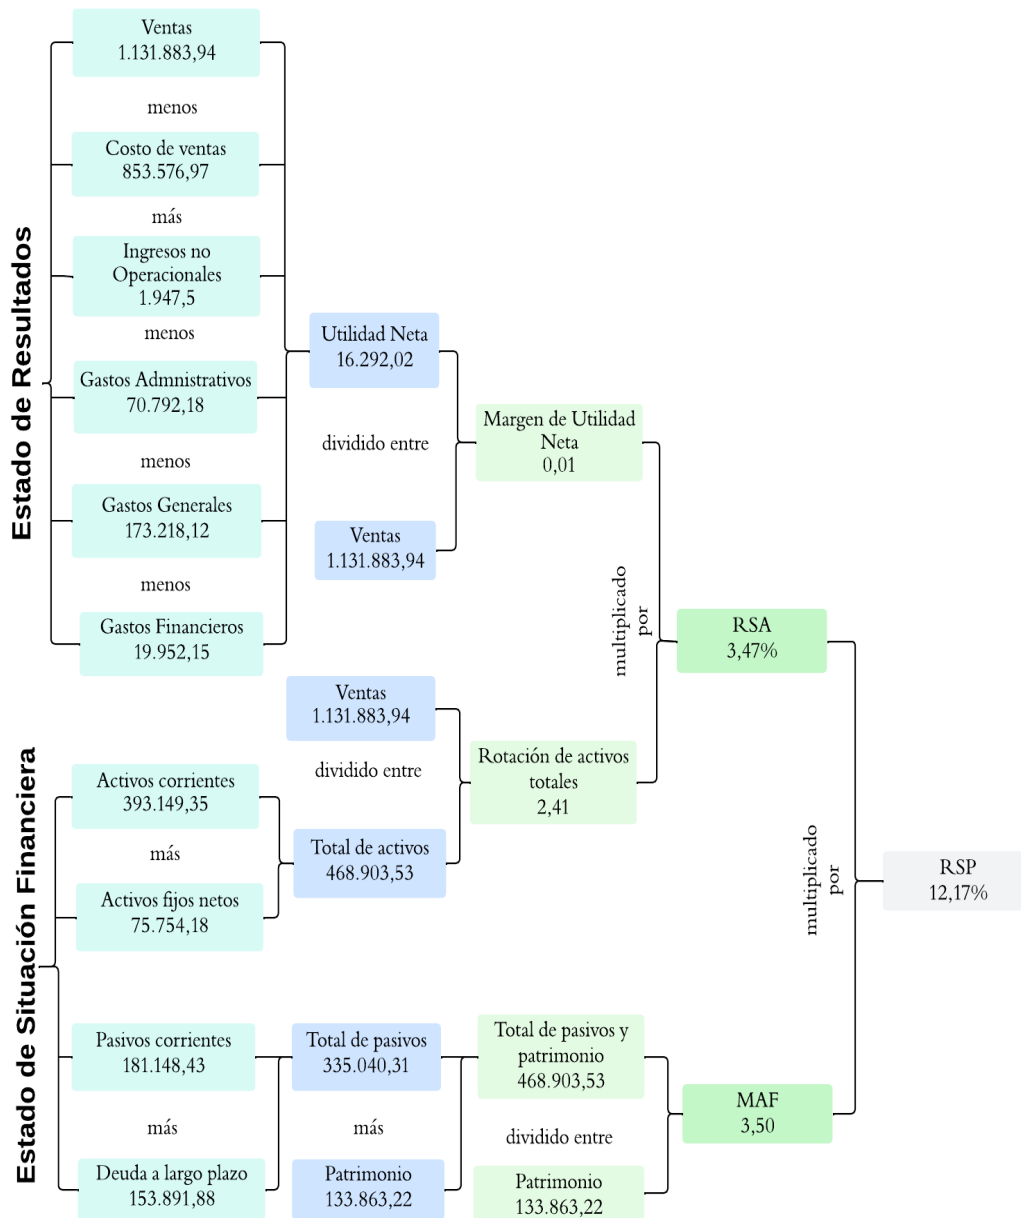 Estado de Resultados
Ventas
1.131.883,94
menos
Costo de ventas
853.576,97
más
Ingresos no
Operacionales
1.947,5
menos
Gastos Admnistrativos
70.792,18
menos
Gastos Generales
173.218,12
menos
Gastos Financieros
19.952,15
Utilidad Neta
16.292,02
dividido entre
Ventas
1.131.883,94
Margen de Utilidad
Neta
0,01
multiplicado
por
RSA
3,47%
Ventas
1.131.883,94
dividido entre
Total de activos
468.903,53
Rotación de activos
totales
2,41
Estado de Situación Financiera
Activos corrientes
393.149,35
más
Activos fijos netos
75.754,18
multiplicado
por
RSP
12,17%
Pasivos corrientes
181.148,43
más
Deuda a largo plazo
153.891,88
Total de pasivos
335.040,31
más
Patrimonio
133.863,22
Total de pasivos y
patrimonio
468.903,53
dividido entre
Patrimonio
133.863,22
MAF
3,50